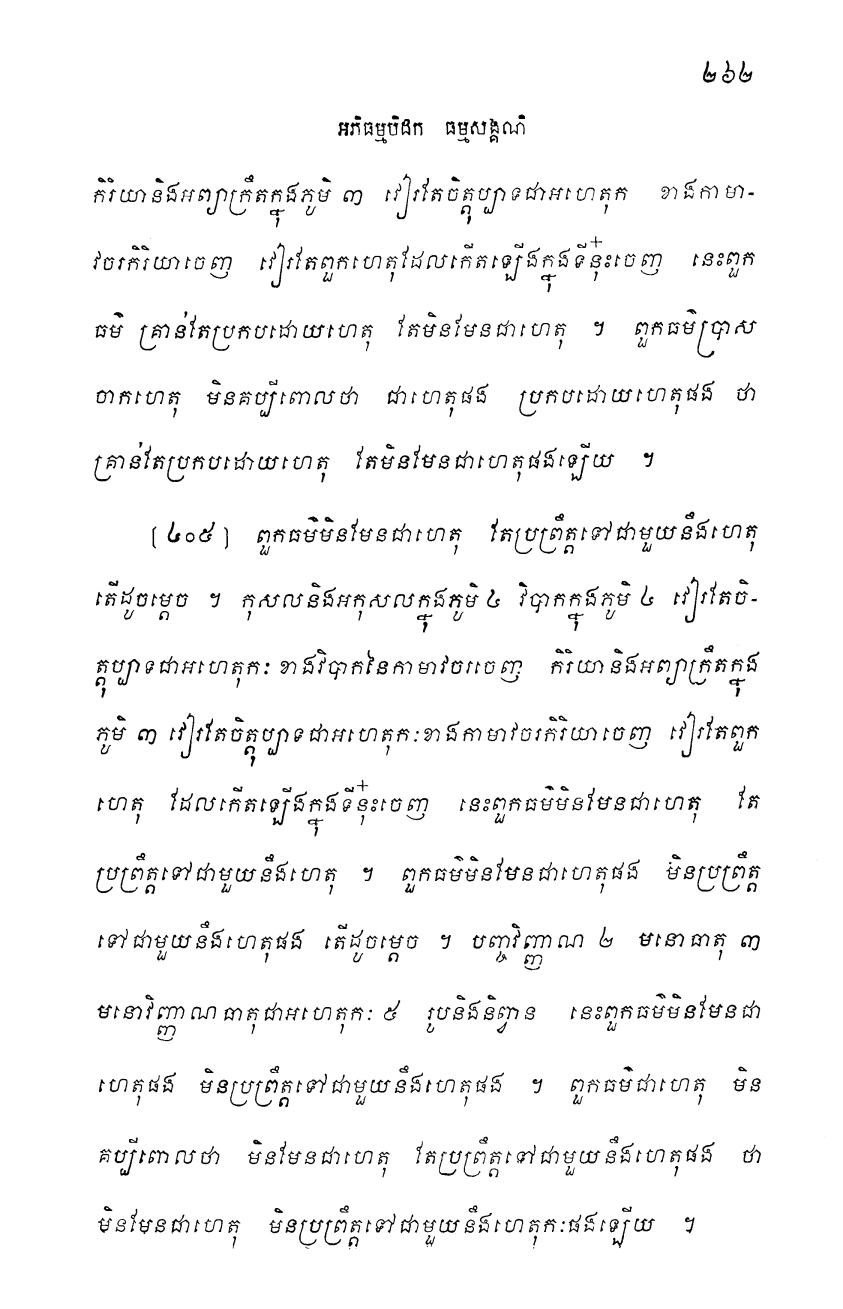 ២៦២
អភិធម្មបិដក ធម្មសង្គណិ
កិរិយានិងអព្យាក្រឹតក្នុងភូមិ ៣ វៀរតែចិត្តុប្បាទជាអហេតុក ខាងកាមា-
វចរកិរិយាចេញ វៀរតែពួកហេតុដែលកើតឡើងក្នុងទីនុ៎ះចេញ នេះពួក
ធម៌ គ្រាន់តែប្រកបដោយហេតុ តែមិនមែនជាហេតុ ។ ពួកធម៌ប្រាស
ចាកហេតុ មិនគប្បីពោលថា ជាហេតុផង ប្រកបដោយហេតុផង ថា
គ្រាន់តែប្រកបដោយហេតុ តែមិនមែនជាហេតុផងឡើយ ។
[៤០៥] ពួកធម៌មិនមែនជាហេតុ តែប្រព្រឹត្តទៅជាមួយនឹងហេតុ
តើដូចម្តេច ។ កុសលនិងអកុសលក្នុងភូមិ ៤ វិបាកក្នុងភូមិ ៤ វៀរតែចិ-
ត្តុប្បាទជាអហេតុកៈ ខាងវិបាកនៃកាមាវចរចេញ កិរិយានិងអព្យាក្រឹតក្នុង
ភូមិ ៣ វៀរតែចិត្តុប្បាទជាអហេតុកៈខាងកាមាវចរកិរិយាចេញ វៀរតែពួក
ហេតុ ដែលកើតឡើងក្នុងទីនុ៎ះចេញ នេះពួកធម៌មិនមែនជាហេតុ តែ
ប្រព្រឹត្តទៅជាមួយនឹងហេតុ ។ ពួកធម៌មិនមែនជាហេតុផង មិនប្រព្រឹត្ត
ទៅជាមួយនឹងហេតុផង តើដូចម្តេច ។ បញ្ចវិញ្ញាណ ២ មនោធាតុ ៣
មនោវិញ្ញាណធាតុជាអហេតុកៈ ៥ រូបនិងនិព្វាន នេះពួកធម៌មិនមែនជា
ហេតុផង មិនប្រព្រឹត្តទៅជាមួយនឹងហេតុផង ។ ពួកធម៌ជាហេតុ មិន
គប្បីពោលថា មិនមែនជាហេតុ តែប្រព្រឹត្តទៅជាមួយនឹងហេតុផង ថា
មិនមែនជាហេតុ មិនប្រព្រឹត្តទៅជាមួយនឹងហេតុកៈផងឡើយ ។